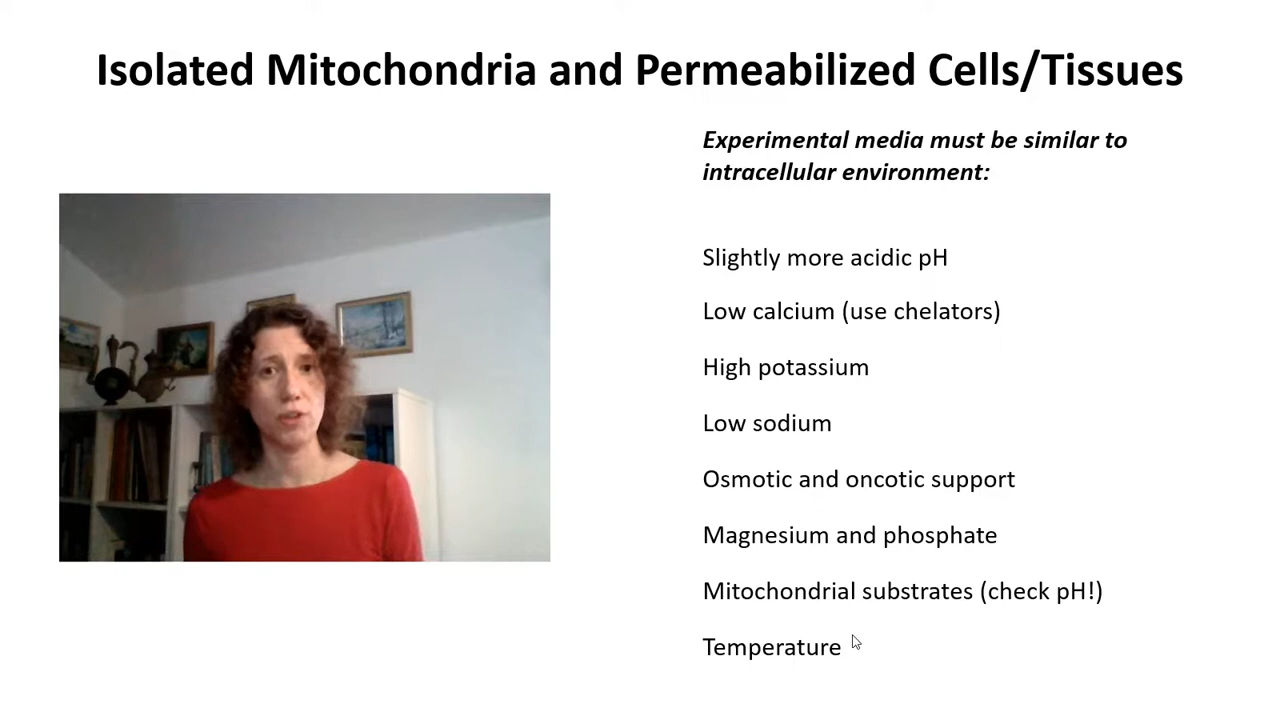 Isolated Mitochondria and Permeabilized Cells/Tissues
Experimental media must be similar to
intracellular environment:
Slightly more acidic pH
Low calcium (use chelators)
High potassium
Low sodium
Osmotic and oncotic support
Magnesium and phosphate
Mitochondrial substrates (check pH!)
Temperature